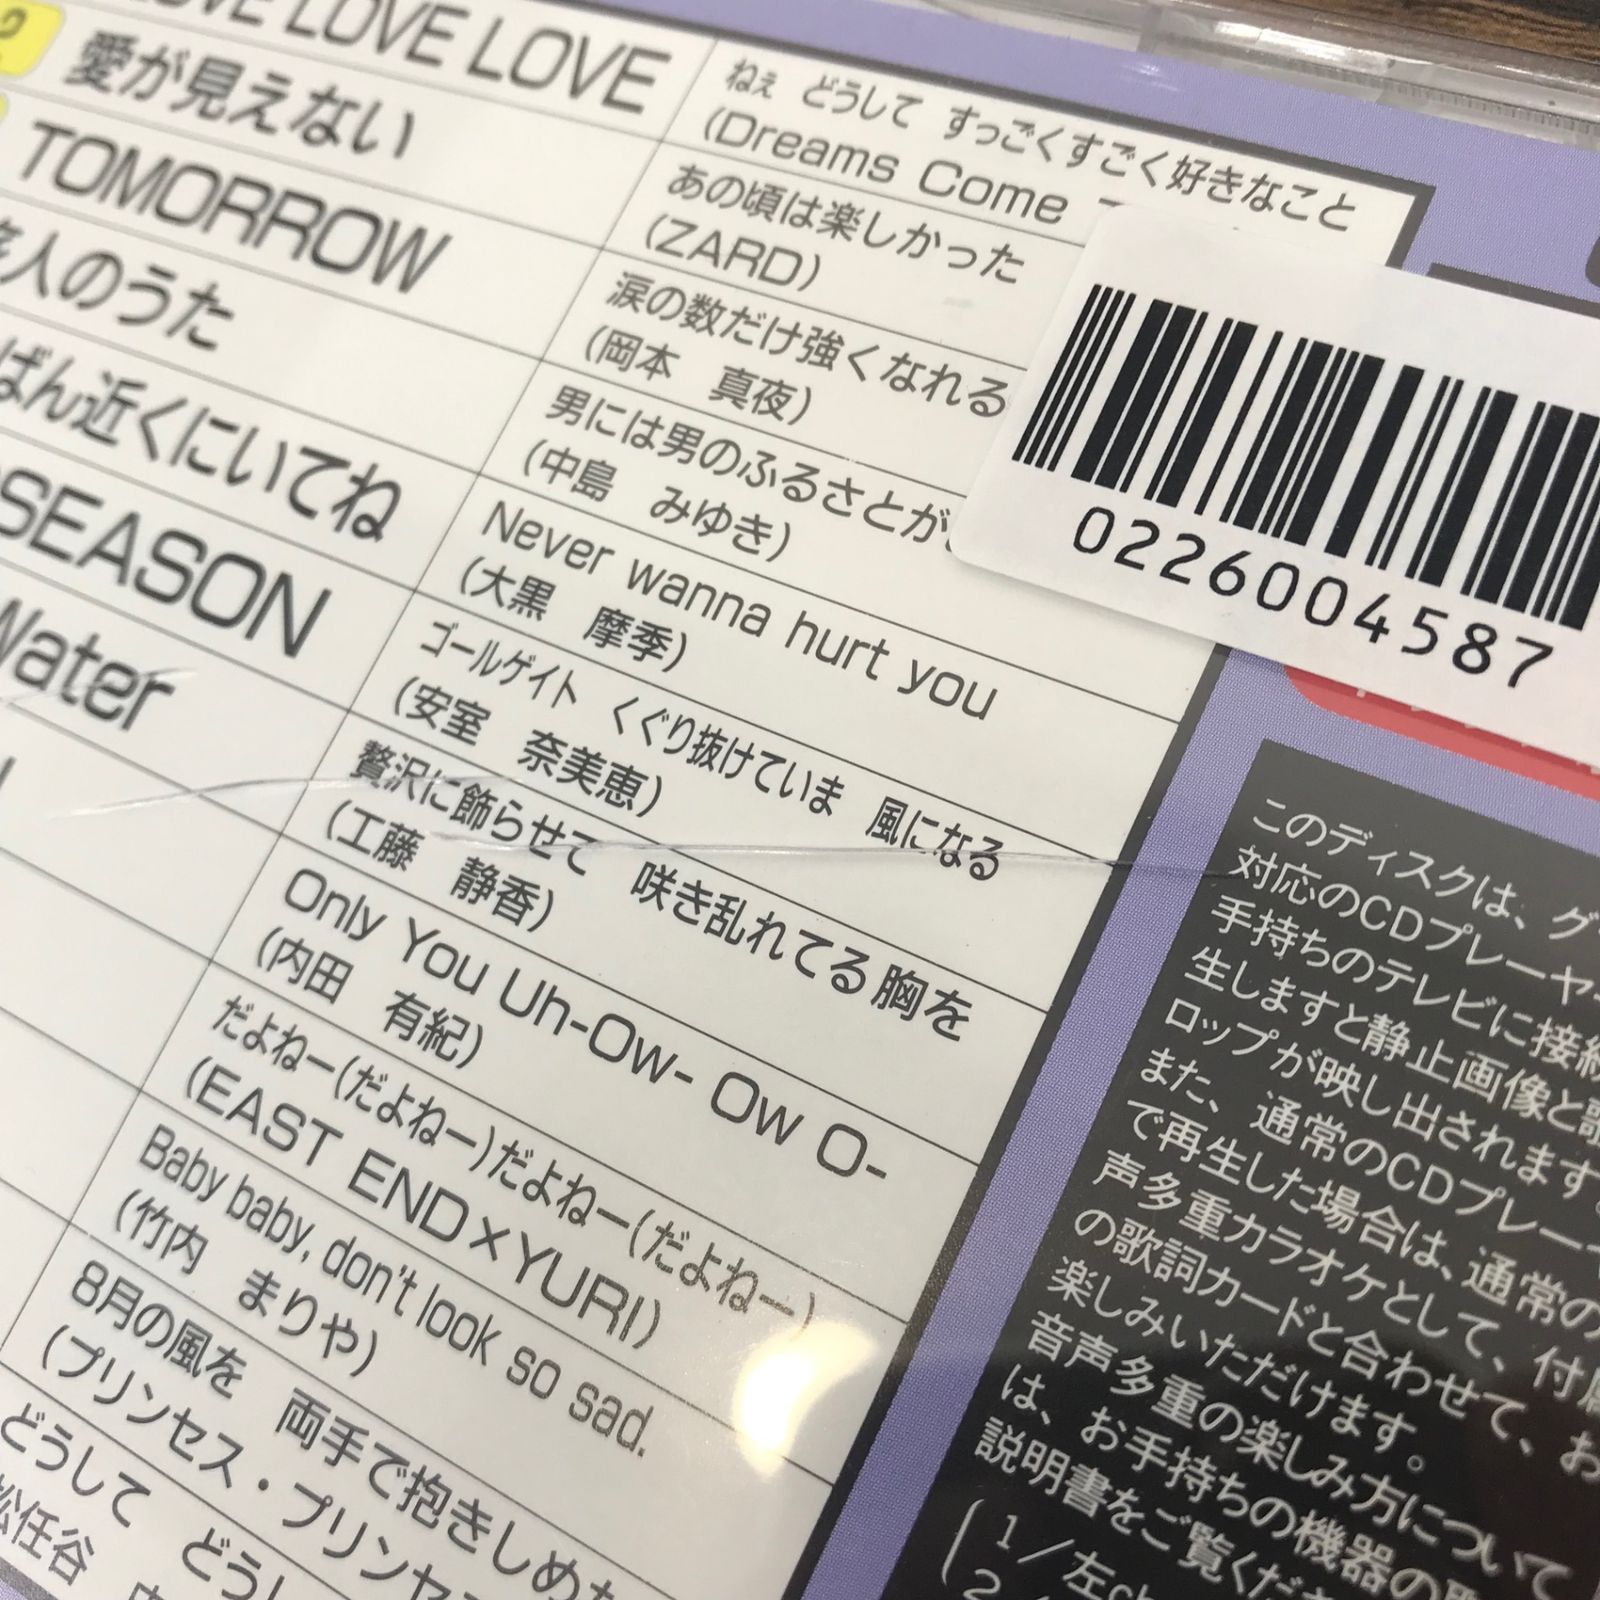 2
LOVE LOVE LOVE
愛が見えない
TOMORROW
人のうた
ばん近くにいてね
SEASON
Water
ねぇ どうして すっごくすごく好きなこと
(Dreams Come
あの頃は楽しかった
(ZARD)
涙の数だけ強くなれる
(岡本 真夜)
男には男のふるさとが
(中島 みゆき)
Never wanna hurt you
(大黒 摩季)
ゴールゲイト くぐり抜けていま 風になる
(安室 奈美恵)
贅沢に飾らせて 咲き乱れてる胸を
(工藤 静香)
Only You Uh-Ow- Ow O-
(内田 有紀)
だよねー(だよねー)だよねー(だよねー)
(EAST END×YURI)
Baby baby, don't look so sad.
(竹内 まりや)
8月の風を 両手で抱きしめた
(プリンセス・プリンセス
どうして どうし
松任谷
0226004587
このディスクは、グ
対応のCDプレーヤ
手持ちのテレビに接続
生しますと静止画像と歌
ロップが映し出されます。
また、通常のCDプレー
で再生した場合は、通常の
声多重カラオケとして、付属
の歌詞カードと合わせて、お
楽しみいただけます。
音声多重の楽しみ方について
は、お手持ちの機器の
説明書をご覧くださ
1/左ch
2